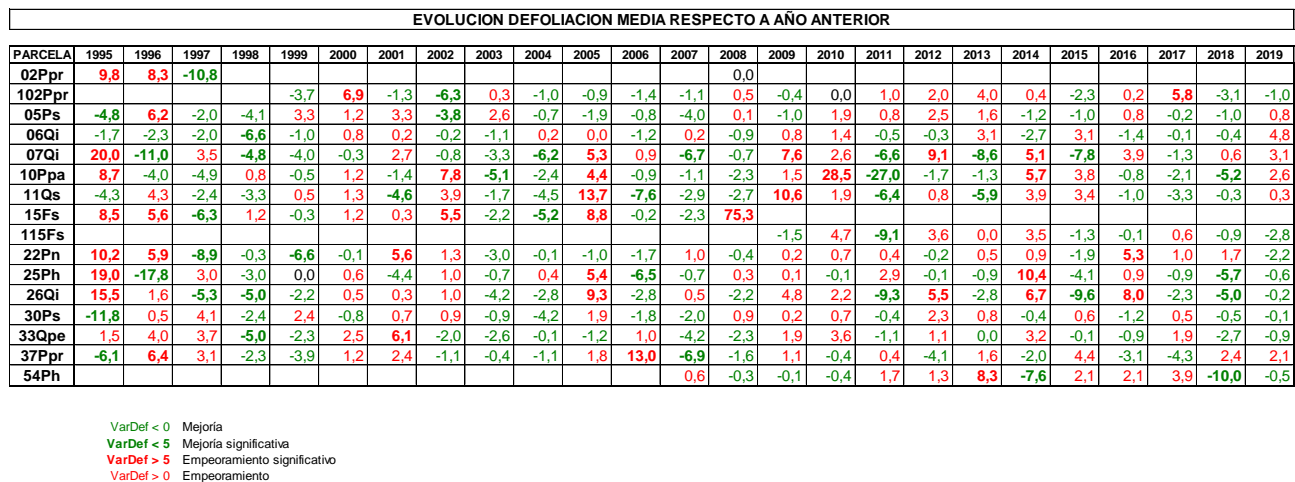 EVOLUCION DEFOLIACION MEDIA RESPECTO A AÑO ANTERIOR
PARCELA 1995 1996 1997 1998 1999 2000 2001 2002 2003 2004 2005 2006 2007 2008 2009 2010 2011 2012 2013 2014 2015 2016 2017 2018 2019
02Ppr 9,8 8,3 -10,8 0,0
102Ppr -3,7 6,9 -1,3 -6,3 0,3 -1,0 -0,9 -1,4 -1,1 0,5 -0,4 0,0 1,0 2,0 4,0 0,4 -2,3 0,2 5,8 -3,1 -1,0
05Ps -4,8 6,2 -2,0 -4,1 3,3 1,2 3,3 -3,8 2,6 -0,7 -1,9 -0,8 -4,0 0,1 -1,0 1,9 0,8 2,5 1,6 -1,2 -1,0 0,8 -0,2 -1,0 0,8
06Qi -1,7 -2,3 -2,0 -6,6 -1,0 0,8 0,2 -0,2 -1,1 0,2 0,0 -1,2 0,2 -0,9 0,8 1,4 -0,5 -0,3 3,1 -2,7 3,1 -1,4 -0,1 -0,4 4,8
07Qi 20,0 -11,0 3,5 -4,8 -4,0 -0,3 2,7 -0,8 -3,3 -6,2 5,3 0,9 -6,7 -0,7 7,6 2,6 -6,6 9,1 -8,6 5,1 -7,8 3,9 -1,3 0,6 3,1
10Ppa 8,7 -4,0 -4,9 0,8 -0,5 1,2 -1,4 7,8 -5,1 -2,4 4,4 -0,9 -1,1 -2,3 1,5 28,5 -27,0 -1,7 -1,3 5,7 3,8 -0,8 -2,1 -5,2 2,6
11Qs -4,3 4,3 -2,4 -3,3 0,5 1,3 -4,6 3,9 -1,7 -4,5 13,7 -7,6 -2,9 -2,7 10,6 1,9 -6,4 0,8 -5,9 3,9 3,4 -1,0 -3,3 -0,3 0,3
15Fs 8,5 5,6 -6,3 1,2 -0,3 1,2 0,3 5,5 -2,2 -5,2 8,8 -0,2 -2,3 75,3
115Fs -1,5 4,7 -9,1 3,6 0,0 3,5 -1,3 -0,1 0,6 -0,9 -2,8
22Pn 10,2 5,9 -8,9 -0,3 -6,6 -0,1 5,6 1,3 -3,0 -0,1 -1,0 -1,7 1,0 -0,4 0,2 0,7 0,4 -0,2 0,5 0,9 -1,9 5,3 1,0 1,7 -2,2
25Ph 19,0 -17,8 3,0 -3,0 0,0 0,6 -4,4 1,0 -0,7 0,4 5,4 -6,5 -0,7 0,3 0,1 -0,1 2,9 -0,1 -0,9 10,4 -4,1 0,9 -0,9 -5,7 -0,6
26Qi 15,5 1,6 -5,3 -5,0 -2,2 0,5 0,3 1,0 -4,2 -2,8 9,3 -2,8 0,5 -2,2 4,8 2,2 -9,3 5,5 -2,8 6,7 -9,6 8,0 -2,3 -5,0 -0,2
30Ps -11,8 0,5 4,1 -2,4 2,4 -0,8 0,7 0,9 -0,9 -4,2 1,9 -1,8 -2,0 0,9 0,2 0,7 -0,4 2,3 0,8 -0,4 0,6 -1,2 0,5 -0,5 -0,1
33Qpe 1,5 4,0 3,7 -5,0 -2,3 2,5 6,1 -2,0 -2,6 -0,1 -1,2 1,0 -4,2 -2,3 1,9 3,6 -1,1 1,1 0,0 3,2 -0,1 -0,9 1,9 -2,7 -0,9
37Ppr -6,1 6,4 3,1 -2,3 -3,9 1,2 2,4 -1,1 -0,4 -1,1 1,8 13,0 -6,9 -1,6 1,1 -0,4 0,4 -4,1 1,6 -2,0 4,4 -3,1 -4,3 2,4 2,1
54Ph 0,6 -0,3 -0,1 -0,4 1,7 1,3 8,3 -7,6 2,1 2,1 3,9 -10,0 -0,5
VarDef < 0 Mejoría
VarDef < 5 Mejoría significativa
VarDef > 5 Empeoramiento significativo
VarDef > 0 Empeoramiento